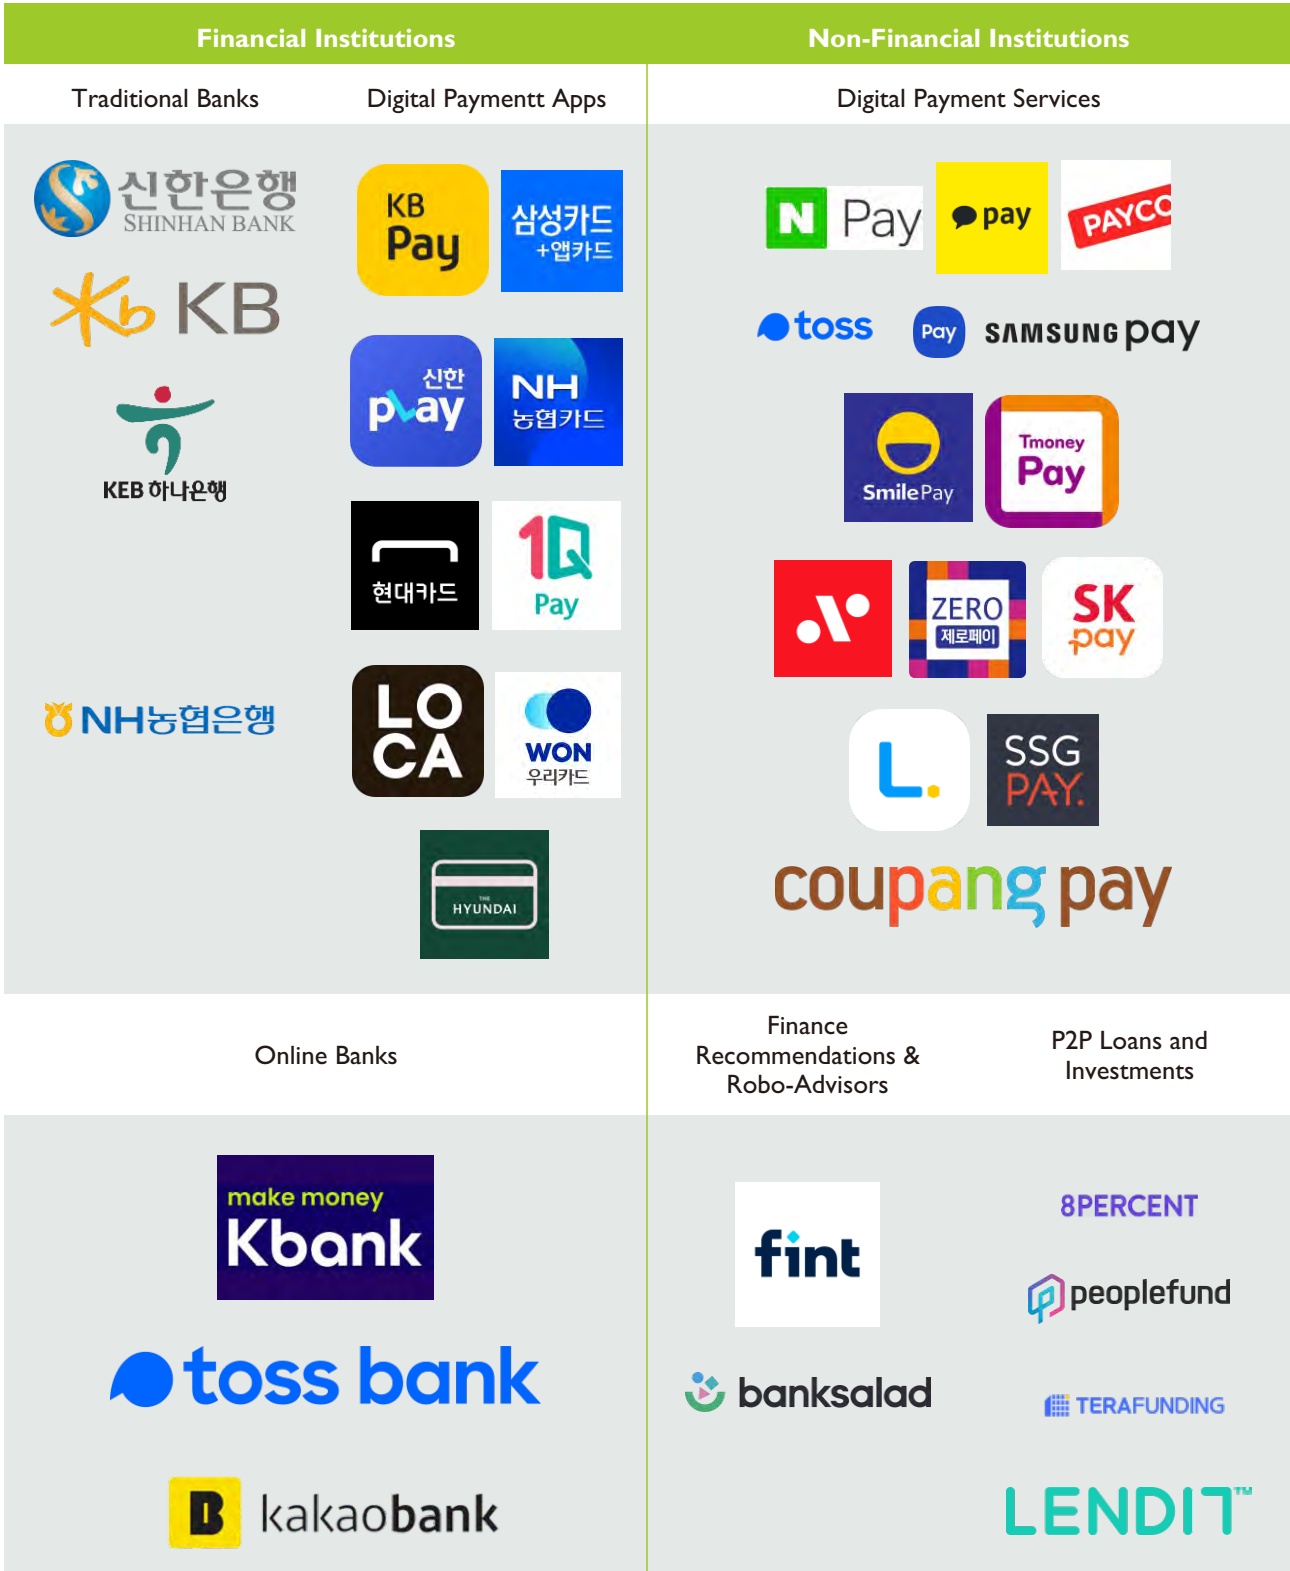 Financial Institutions
Non-Financial Institutions
Traditional Banks
Digital Paymentt Apps
Digital Payment Services
신한은행
SHINHAN BANK
KB KB
KEB 하나은행
NH농협은행
KB
Pay
삼성카드
+앱카드
신한
pLay
NH
농협카드
현대카드
1Q
Pay
LO
CA
WON
우리카드
THE
HYUNDAI
N Pay
pay
PAYCO
toss
Pay
SAMSUNG pay
SmilePay
Tmoney
Pay
ZERO
제로페이
SK
pay
L.
SSG
PAY.
coupang pay
Online Banks
Finance
Recommendations &
Robo-Advisors
P2P Loans and
Investments
make money
Kbank
toss bank
B kakaobank
fint
banksalad
8PERCENT
peoplefund
TERAFUNDING
LENDIT™